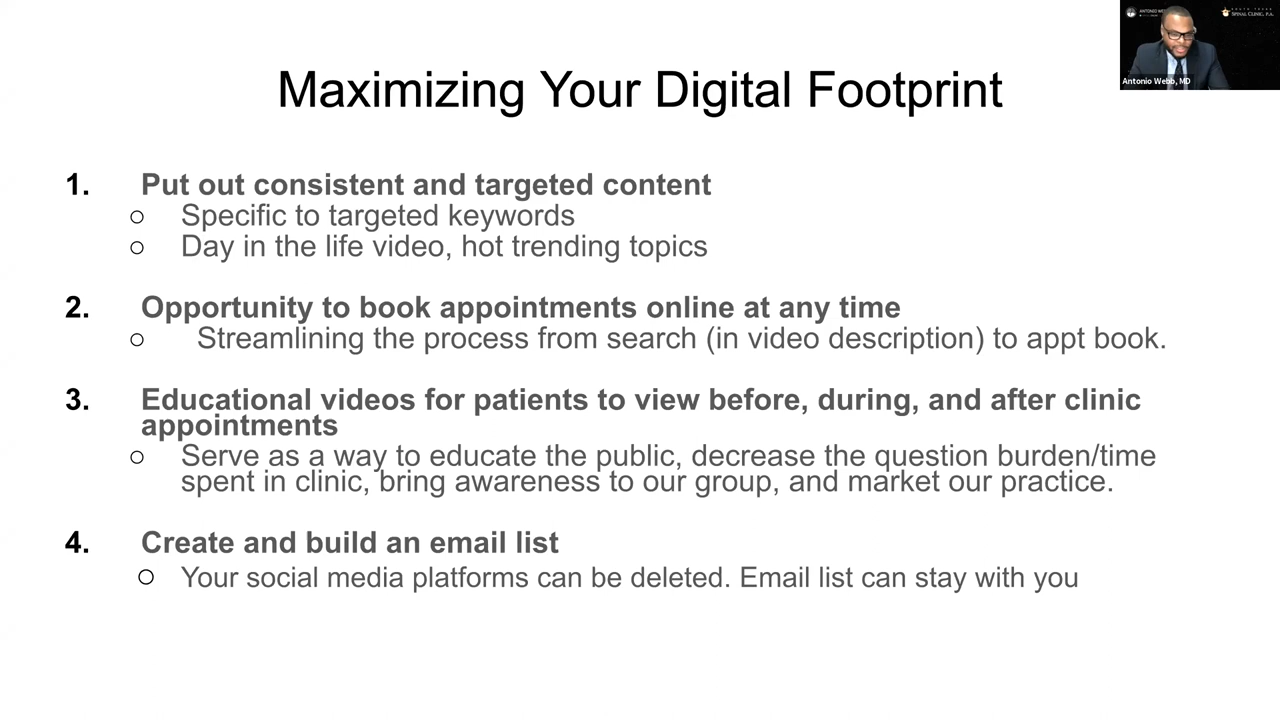 Maximizing Your Digital Footprint
1. Put out consistent and targeted content
○ Specific to targeted keywords
○ Day in the life video, hot trending topics
2. Opportunity to book appointments online at any time
○ Streamlining the process from search (in video description) to appt book.
3. Educational videos for patients to view before, during, and after clinic
appointments
○ Serve as a way to educate the public, decrease the question burden/time
spent in clinic, bring awareness to our group, and market our practice.
4. Create and build an email list
○ Your social media platforms can be deleted. Email list can stay with you
SPINAL CLINIC, P.A.
Antonio Webb, MD